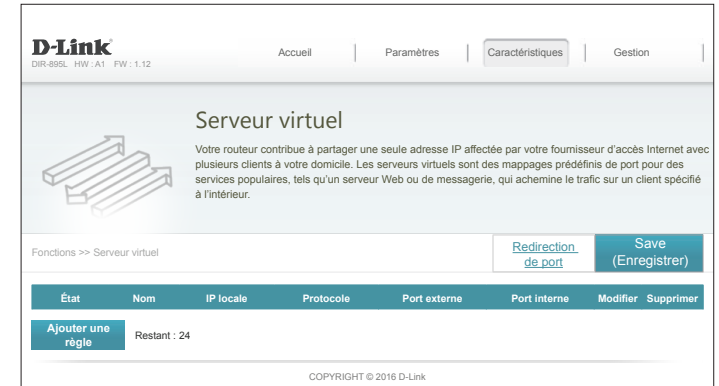 D-Link
DIR-895L HW : A1 FW : 1.12
Accueil Paramètres Caractéristiques Gestion
Serveur virtuel
Votre routeur contribue à partager une seule adresse IP affectée par votre fournisseur d'accès Internet avec
plusieurs clients à votre domicile. Les serveurs virtuels sont des mappages prédéfinis de port pour des
services populaires, tels qu'un serveur Web ou de messagerie, qui achemine le trafic sur un client spécifié
à l'intérieur.
Fonctions >> Serveur virtuel
Redirection
de port
Save
(Enregistrer)
État Nom IP locale Protocole Port externe Port interne Modifier Supprimer
Ajouter une
règle
Restant : 24
COPYRIGHT © 2016 D-Link